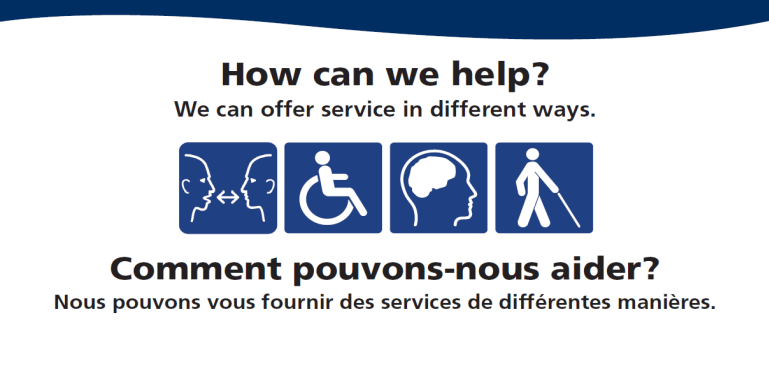 How can we help?
We can offer service in different ways.
Comment pouvons-nous aider?
Nous pouvons vous fournir des services de différentes manières.